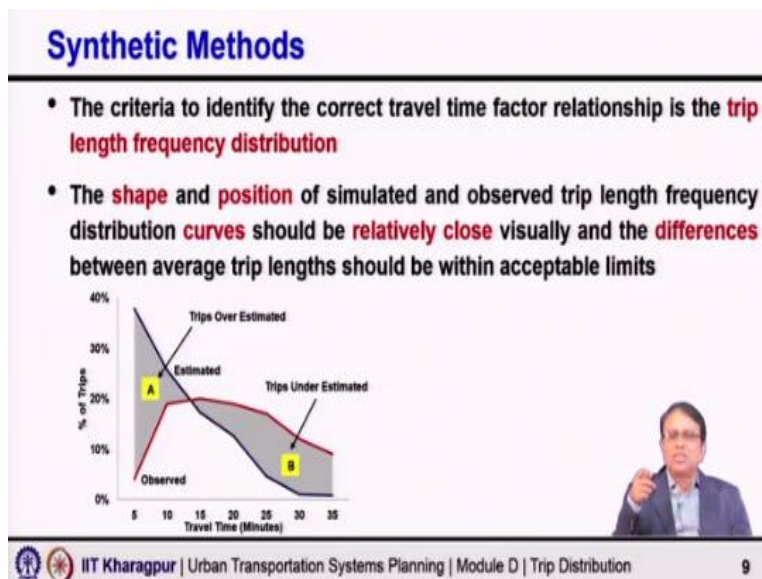 Synthetic Methods
• The criteria to identify the correct travel time factor relationship is the trip
length frequency distribution
• The shape and position of simulated and observed trip length frequency
distribution curves should be relatively close visually and the differences
between average trip lengths should be within acceptable limits
40%
30%
20%
10%
0%
% of Trips
Trips Over Estimated
Estimated
A
Trips Under Estimated
B
Observed
5 10 15 20 25 30 35
Travel Time (Minutes)
IIT Kharagpur | Urban Transportation Systems Planning | Module D | Trip Distribution 9